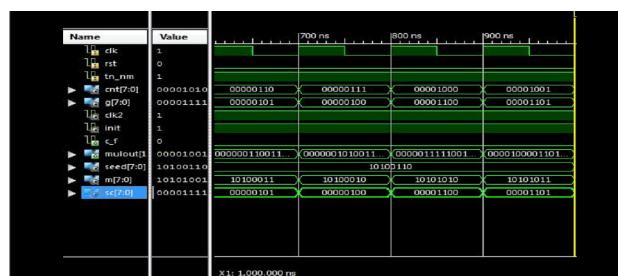 Name Value 700 ns 800 ns 900 ns
clk 1
rst 0
tn_nm 1
cnt[7:0] 00001010 00000110 00000111 00001000 00001001
g[7:0] 00001111 00000101 00000100 00001100 00001101
clk2 1
init 1
c_f 0
mulout[1 00001001 000000110011... 0000001010011... 0000011111001... 0000100001101...
seed[7:0] 10100110 10100110
m[7:0] 10101001 10100011 10100010 10101010 10101011
sc[7:0] 00001111 00000101 00000100 00001100 00001101
X1: 1,000.000 ns